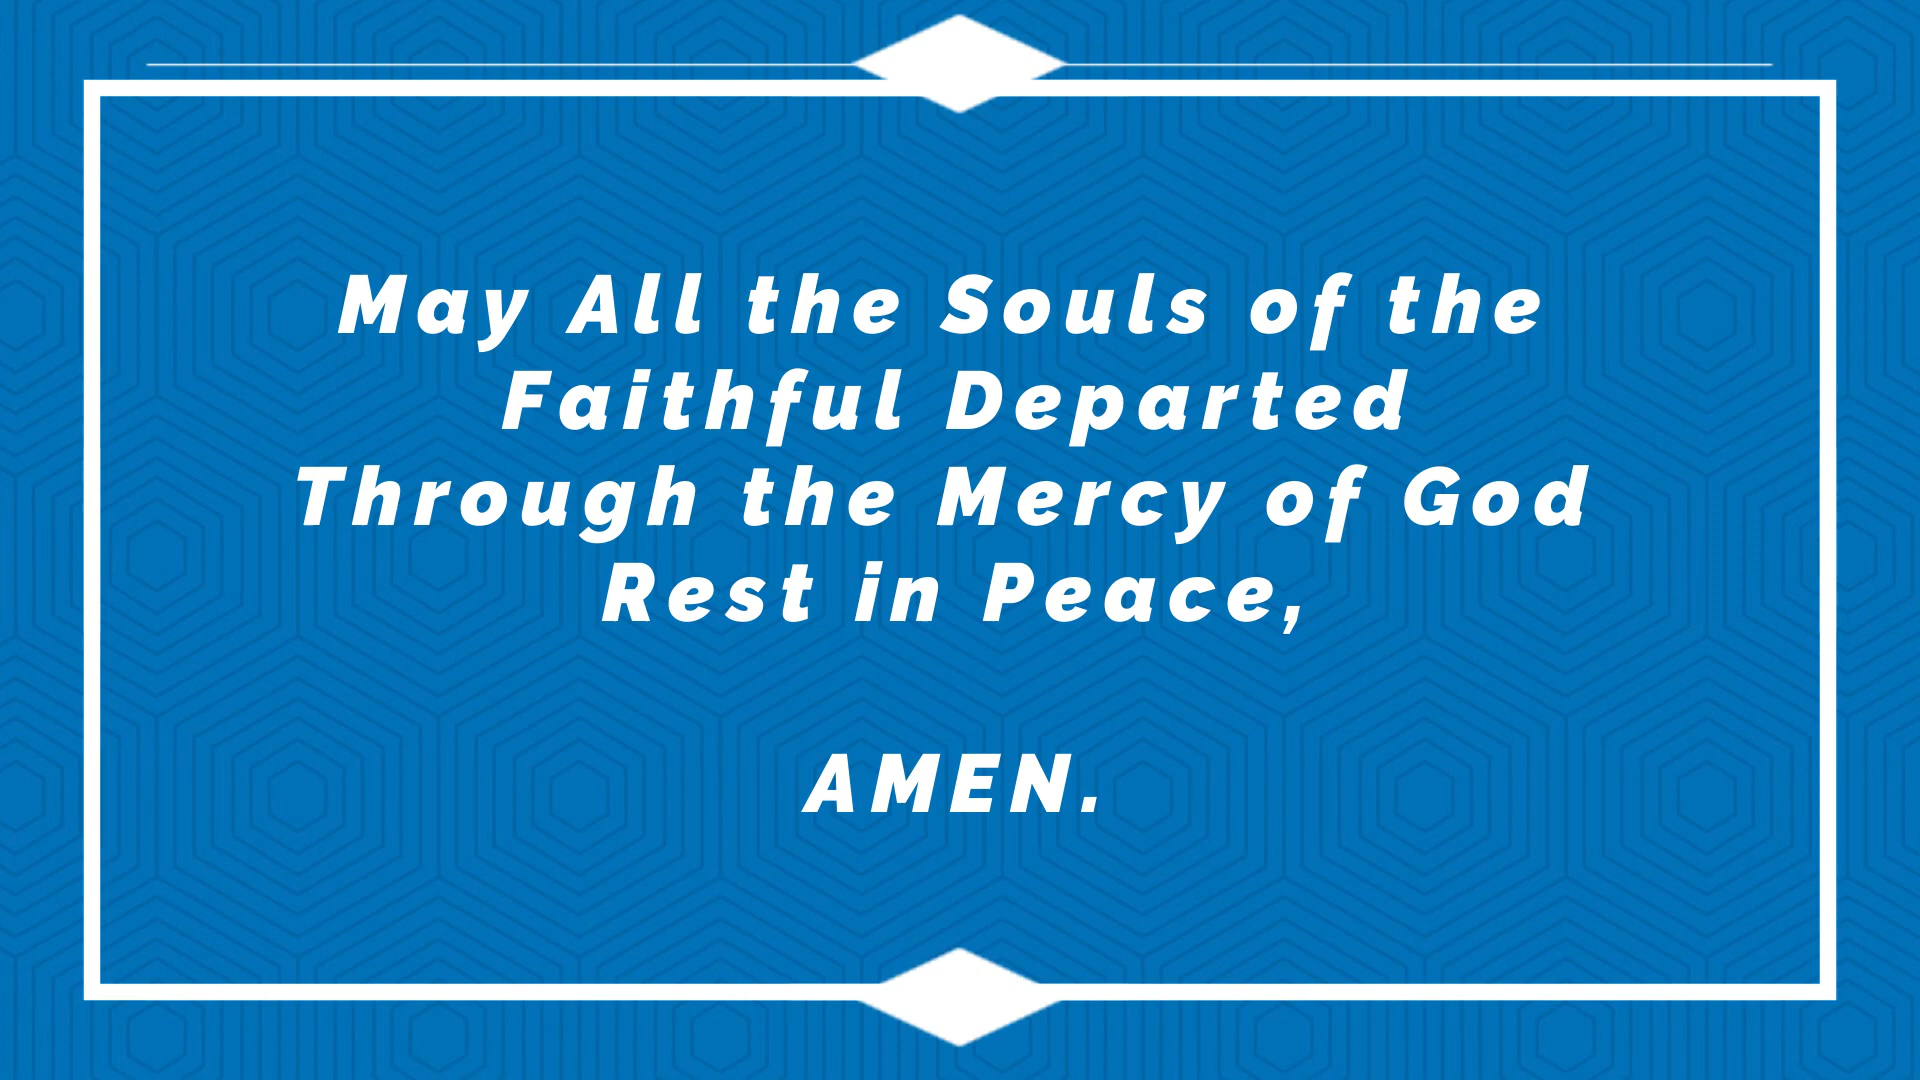 May All the Souls of the
Faithful Departed
Through the Mercy of God
Rest in Peace,
AMEN.